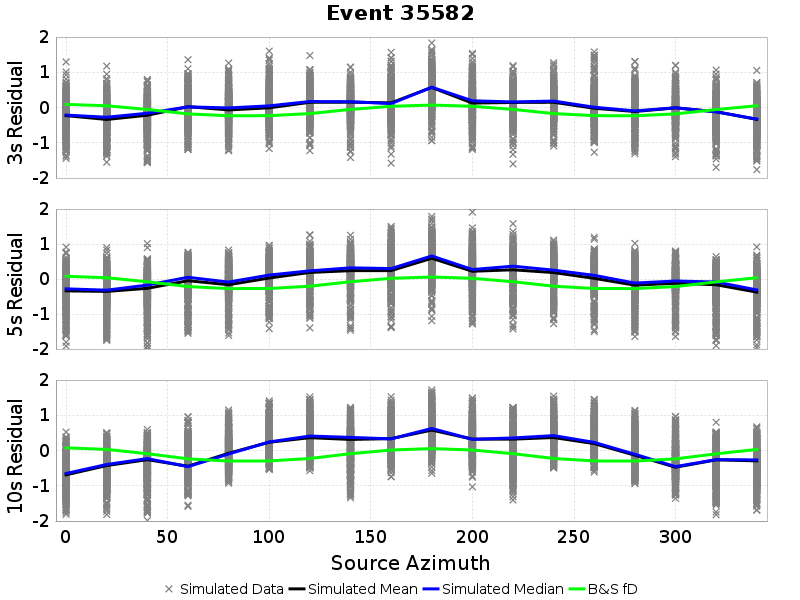 Event 35582
3s Residual
2
1
0
-1
-2
5s Residual
2
1
0
-1
-2
10s Residual
2
1
0
-1
-2
0 50 100 150 200 250 300
Source Azimuth
Simulated Data Simulated Mean Simulated Median B&S fD